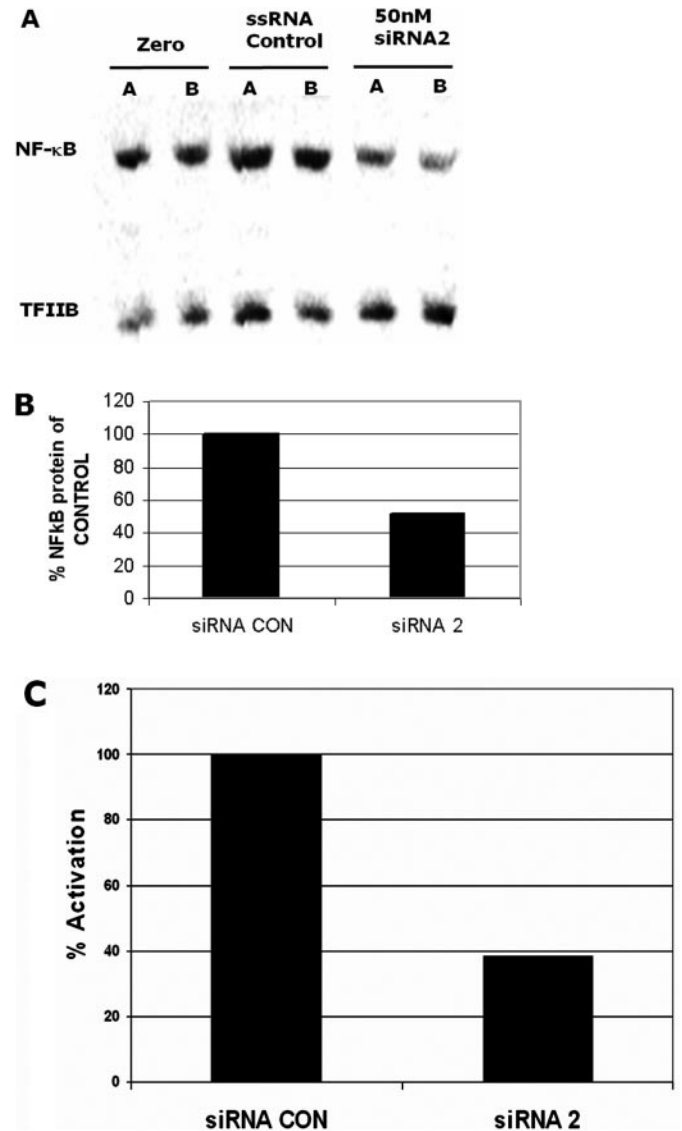 A
Zero
ssRNA
Control
50nM
siRNA2
A B A B A B
NF-κB
TFIIB
B
% NFkB protein of
CONTROL
120
100
80
60
40
20
0
siRNA CON siRNA 2
C
% Activation
120
100
80
60
40
20
0
siRNA CON siRNA 2